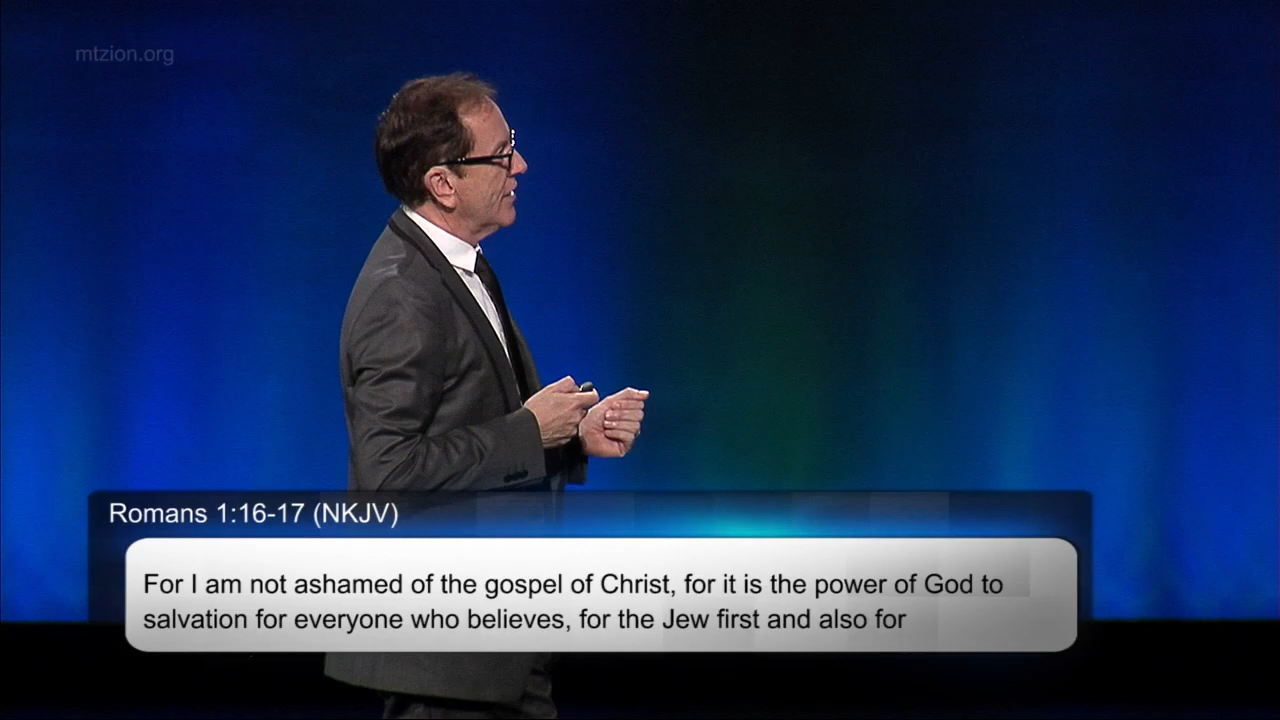 mtzion.org
Romans 1:16-17 (NKJV)
For I am not ashamed of the gospel of Christ, for it is the power of God to
salvation for everyone who believes, for the Jew first and also for